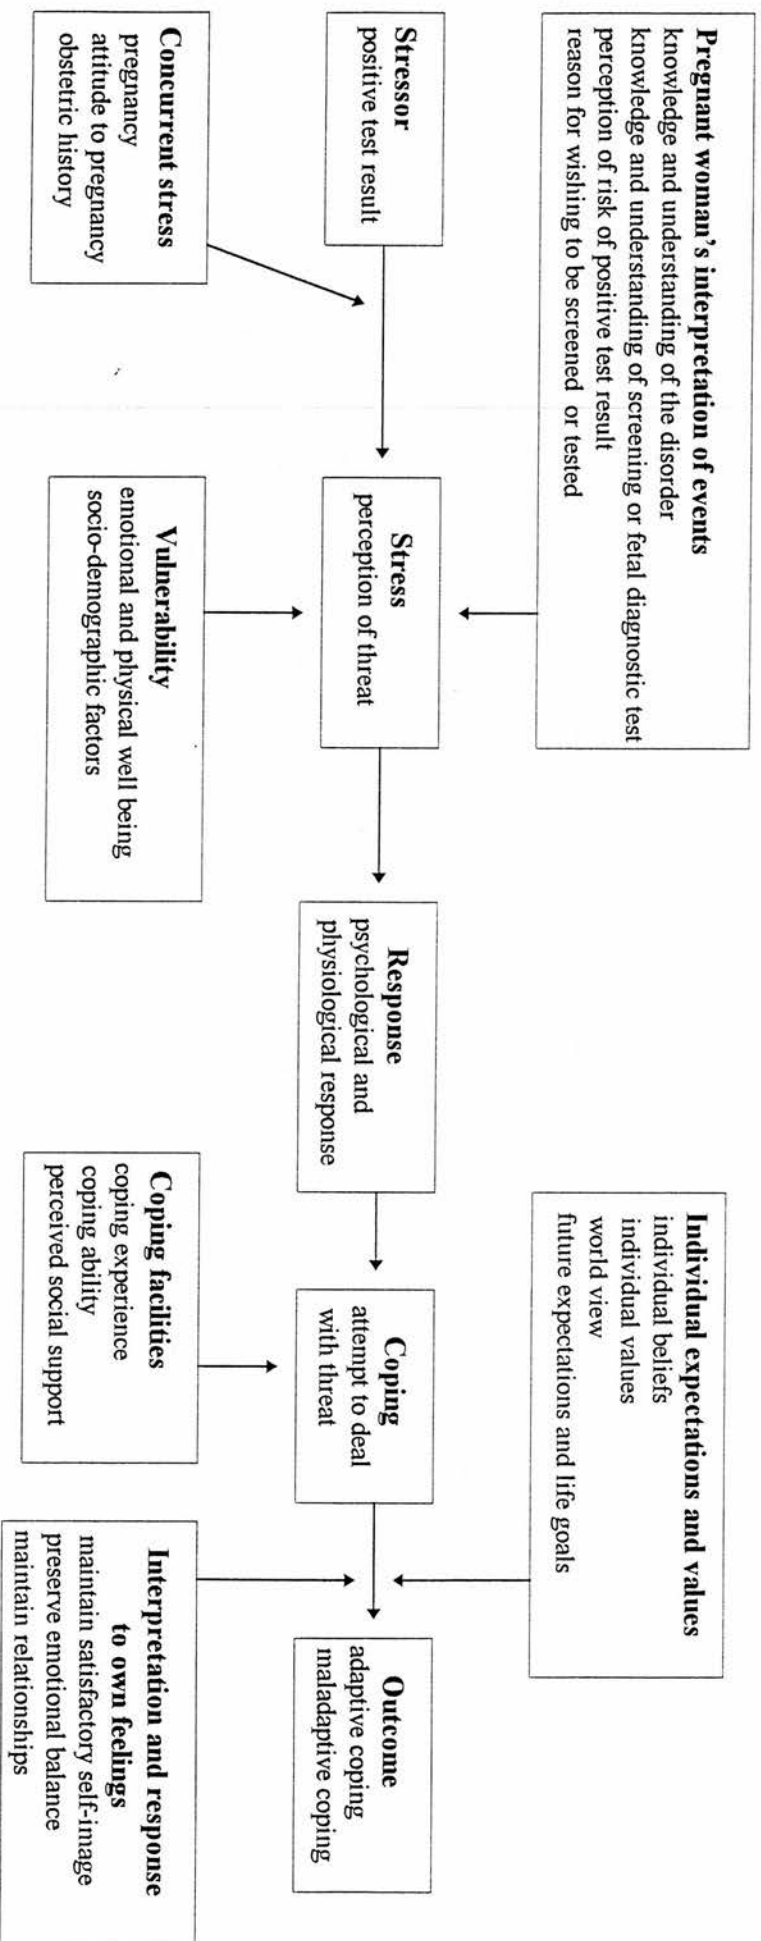 Pregnant woman's interpretation of events
knowledge and understanding of the disorder
knowledge and understanding of screening or fetal diagnostic test
perception of risk of positive test result
reason for wishing to be screened or tested
Individual expectations and values
individual beliefs
individual values
world view
future expectations and life goals
Stressor
positive test result
Stress
perception of threat
Response
psychological and
physiological response
Coping
attempt to deal
with threat
Outcome
adaptive coping
maladaptive coping
Concurrent stress
pregnancy
attitude to pregnancy
obstetric history
Vulnerability
emotional and physical well being
socio-demographic factors
Coping facilities
coping experience
coping ability
perceived social support
Interpretation and response
to own feelings
maintain satisfactory self-image
preserve emotional balance
maintain relationships